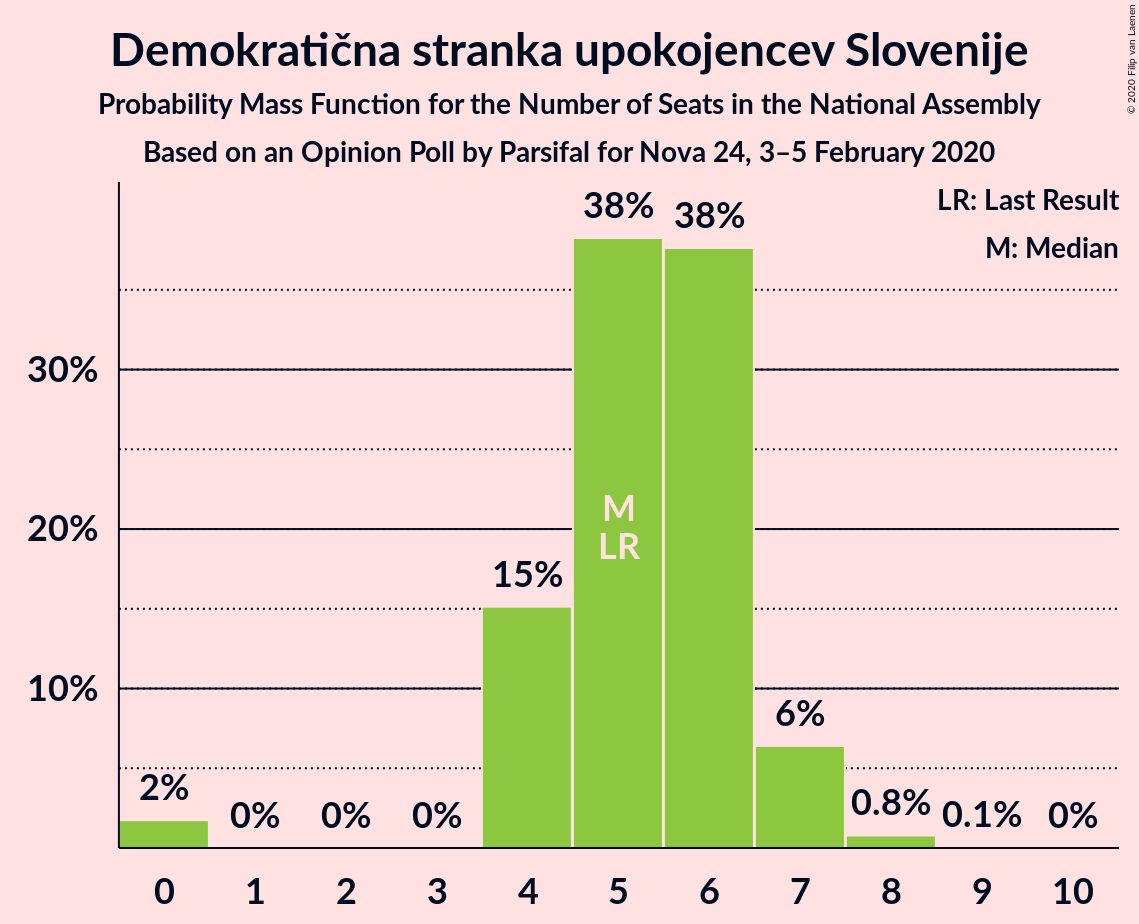 Demokratična stranka upokojencev Slovenije
Probability Mass Function for the Number of Seats in the National Assembly
Based on an Opinion Poll by Parsifal for Nova 24, 3–5 February 2020
© 2020 Filip van Laenen
LR: Last Result
M: Median
38%
38%
30%
M
20%
LR
15%
10%
6%
2%
0%
0%
0%
0.8%
0.1%
0%
0 1 2 3 4 5 6 7 8 9 10